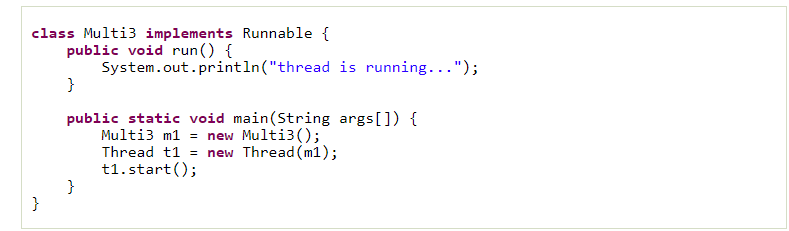 class Multi3 implements Runnable {
    public void run() {
        System.out.println("thread is running...");
    }

    public static void main(String args[]) {
        Multi3 m1 = new Multi3();
        Thread t1 = new Thread(m1);
        t1.start();
    }
}